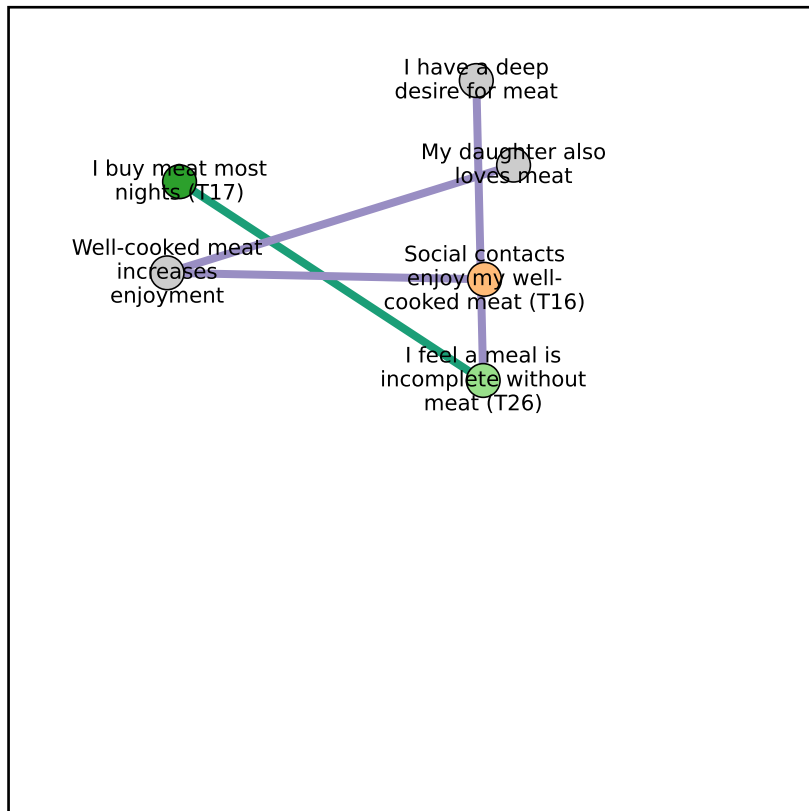 I have a deep
desire for meat
My daughter also
loves meat
I buy meat most
nights (T17)
Well-cooked meat
increases
enjoyment
Social contacts
enjoy my well-
cooked meat (T16)
I feel a meal is
incomplete without
meat (T26)